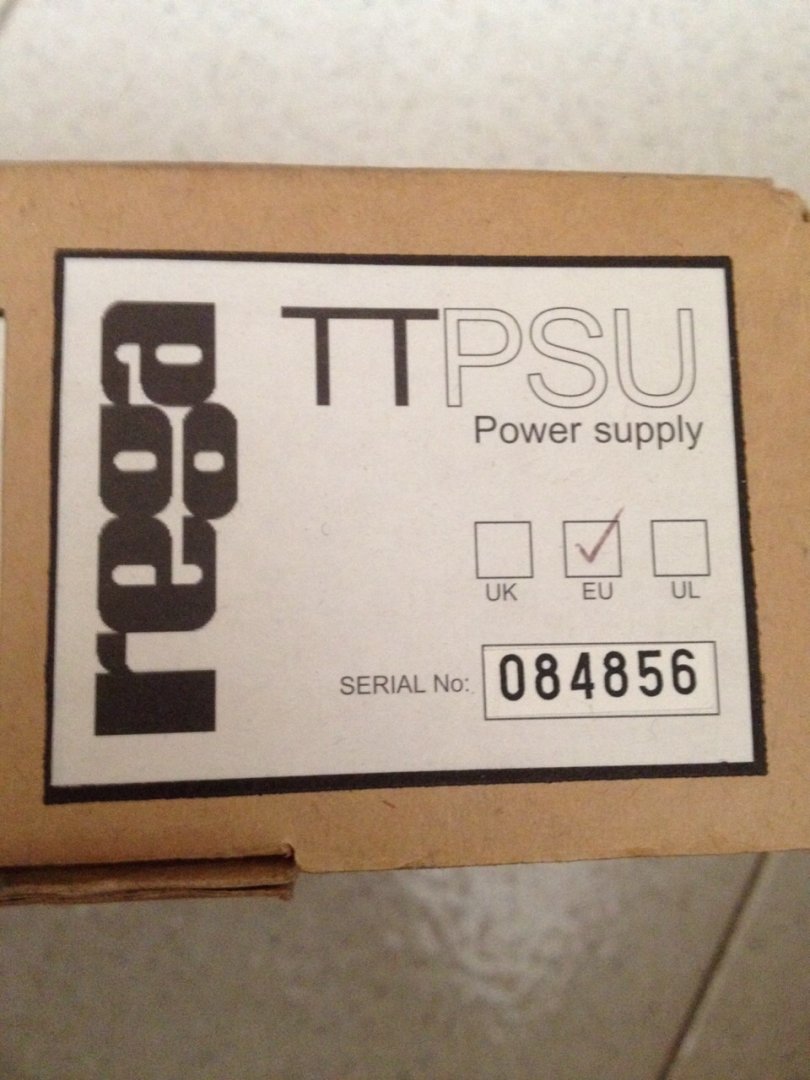 rega
TTPSU
Power supply
UK EU UL
SERIAL No: 084856